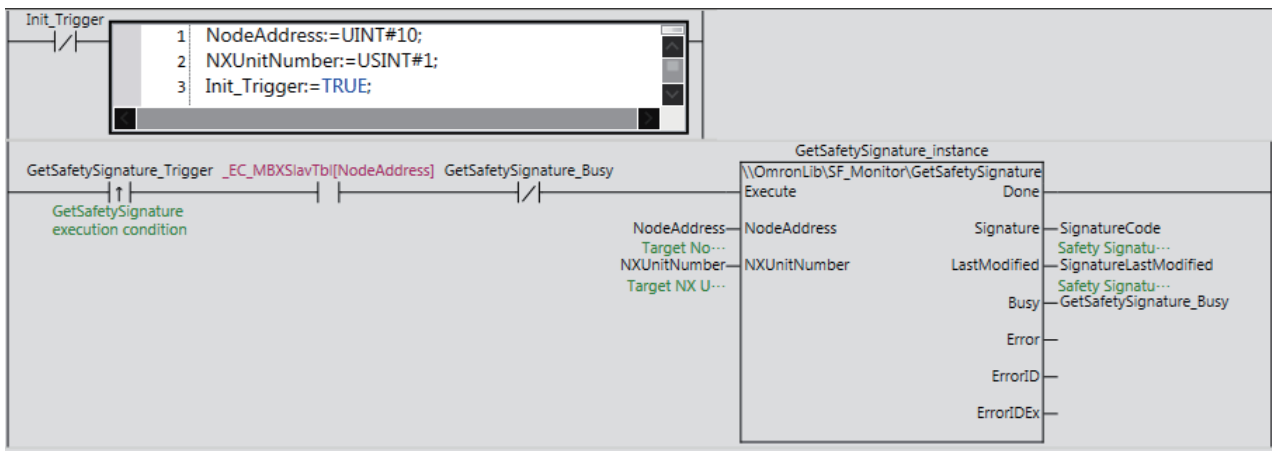 Init_Trigger
1 NodeAddress:=UINT#10;
2 NXUnitNumber:=USINT#1;
3 Init_Trigger:=TRUE;
GetSafetySignature_instance
GetSafetySignature_Trigger _EC_MBXSlavTbl[NodeAddress] GetSafetySignature_Busy \\OmronLib\SF_Monitor\GetSafetySignature
Execute Done
GetSafetySignature
execution condition
NodeAddress NodeAddress Signature SignatureCode
Target No··· Safety Signatu···
NXUnitNumber NXUnitNumber LastModified SignatureLastModified
Target NX U··· Safety Signatu···
Busy GetSafetySignature_Busy
Error
ErrorID
ErrorIDEx